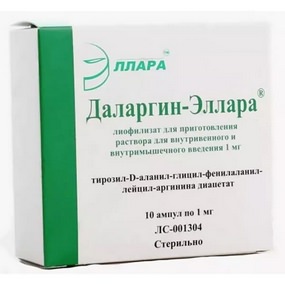 ЭЛЛАРА™
Даларгин-Эллара®
лиофилизат для приготовления
раствора для внутривенного и
внутримышечного введения 1 мг
тирозил-D-аланил-глицил-фенилаланил-
лейцил-аргинина диацетат
10 ампул по 1 мг
ЛС-001304
Стерильно